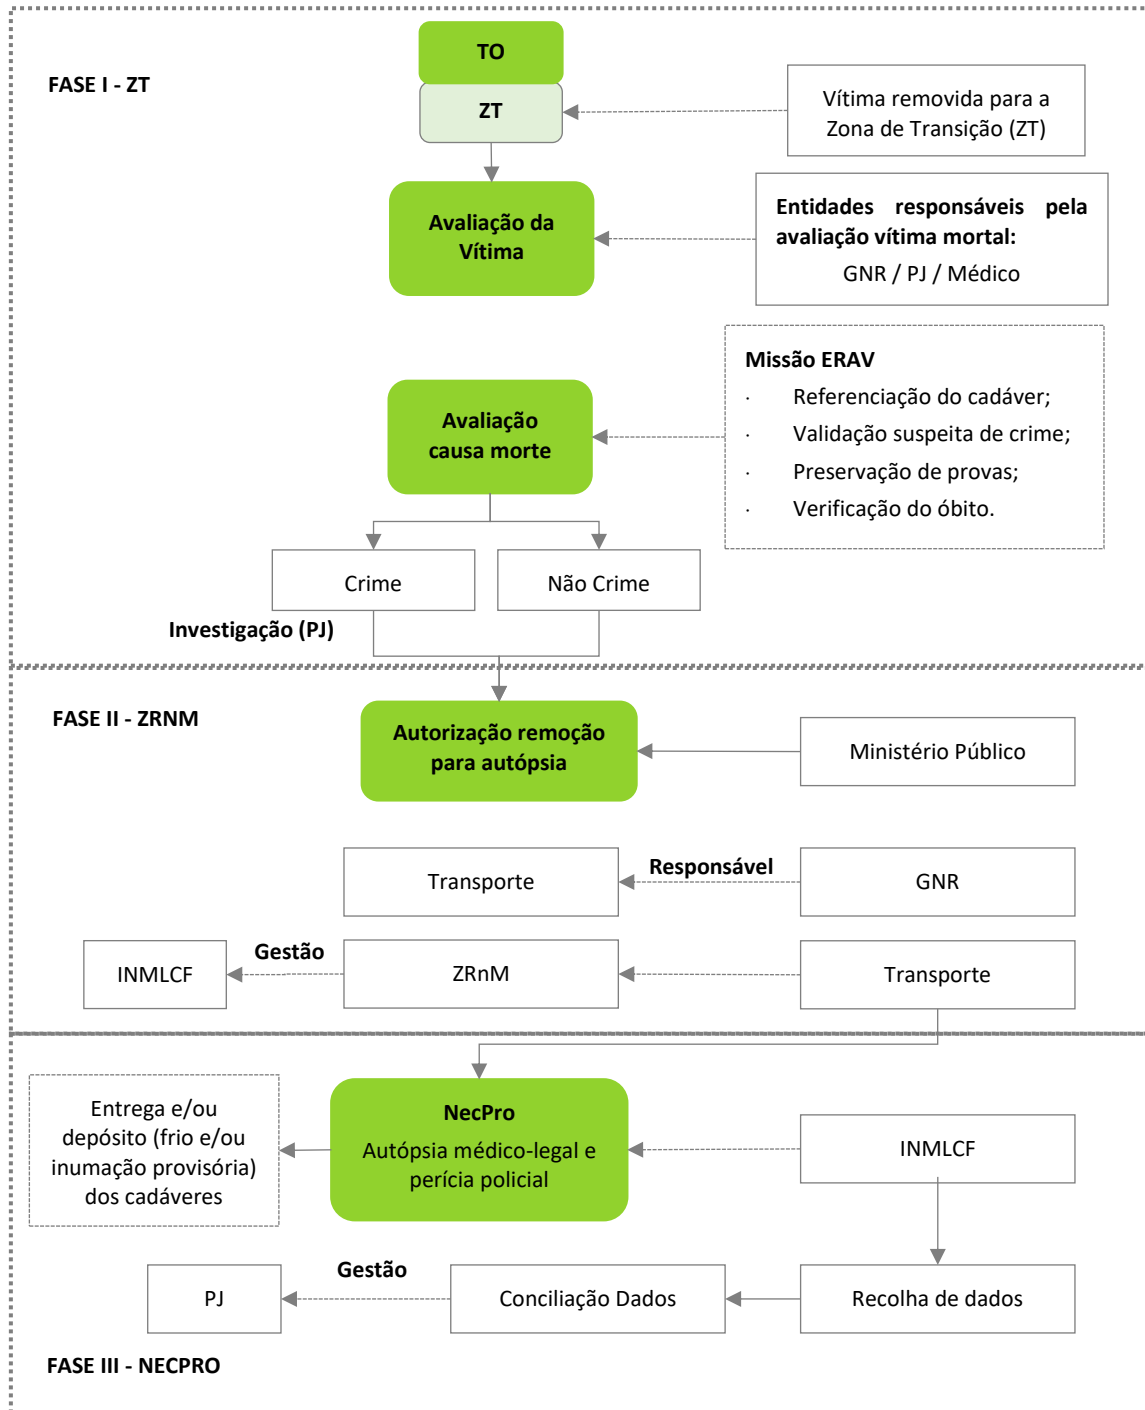 FASE I - ZT
TO
ZT
Vítima removida para a
Zona de Transição (ZT)
Avaliação da
Vítima
Entidades responsáveis pela
avaliação vítima mortal:
GNR / PJ / Médico
Missão ERAV
· Referenciação do cadáver;
· Validação suspeita de crime;
· Preservação de provas;
· Verificação do óbito.
Avaliação
causa morte
Crime
Não Crime
Investigação (PJ)
FASE II - ZRNM
Autorização remoção
para autópsia
Ministério Público
Transporte
Responsável
GNR
INMLCF
Gestão
ZRnM
Transporte
Entrega e/ou
depósito (frio e/ou
inumação provisória)
dos cadáveres
NecPro
Autópsia médico-legal e
perícia policial
INMLCF
PJ
Gestão
Conciliação Dados
Recolha de dados
FASE III - NECPRO